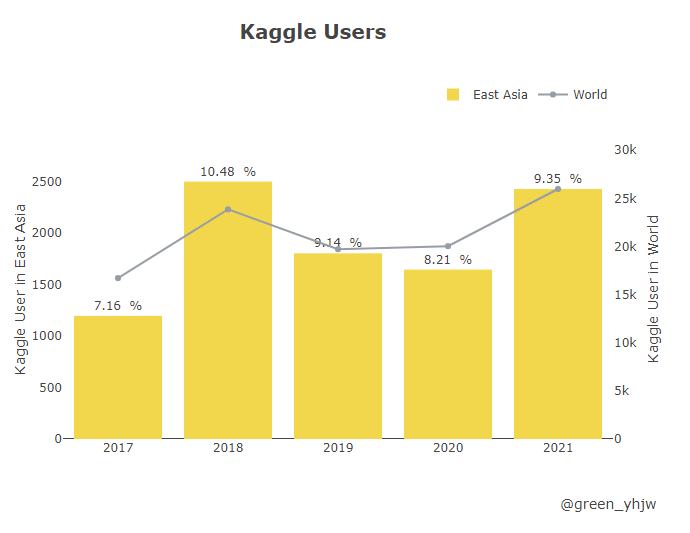 Kaggle Users
East Asia
World
10.48 %
9.35 %
9.14 %
8.21 %
7.16 %
Kaggle User in East Asia
2500
2000
1500
1000
500
0
30k
25k
20k
15k
10k
5k
0
Kaggle User in World
2017
2018
2019
2020
2021
@green_yhjw